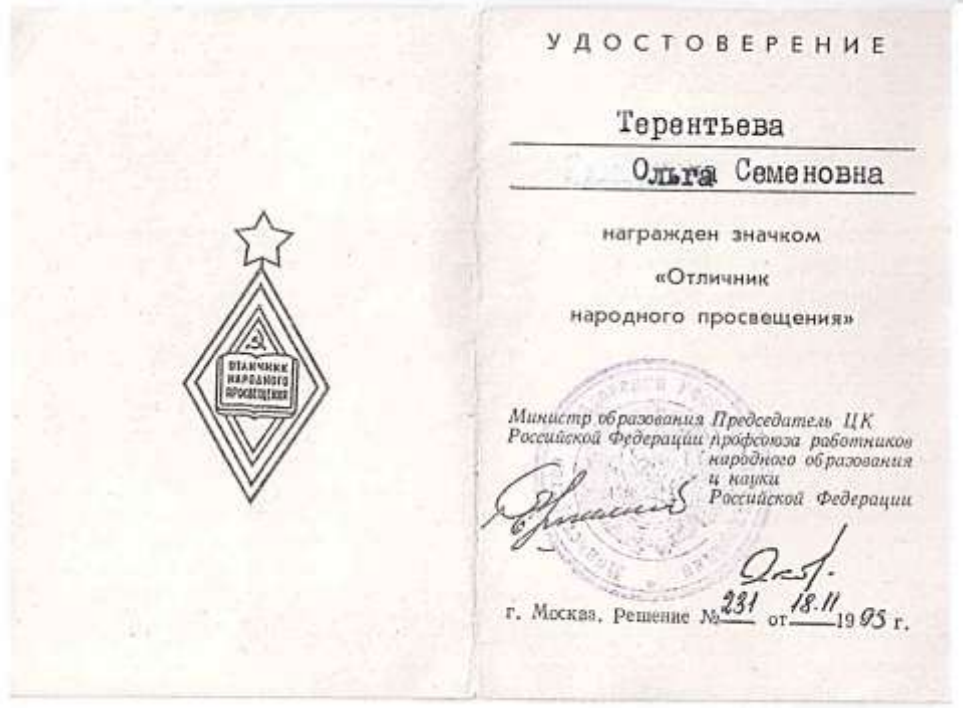 ОТЛИЧНИК
НАРОДНОГО
ПРОСВЕЩЕНИЯ
УДОСТОВЕРЕНИЕ
Терентьева
Ольга Семеновна
награжден значком
«Отличник
народного просвещения»
Министр образования
Российской Федерации
Председатель ЦК
профсоюза работников
народного образования
и науки
Российской Федерации
г. Москва, Решение № 231 от 18.11 1995 г.